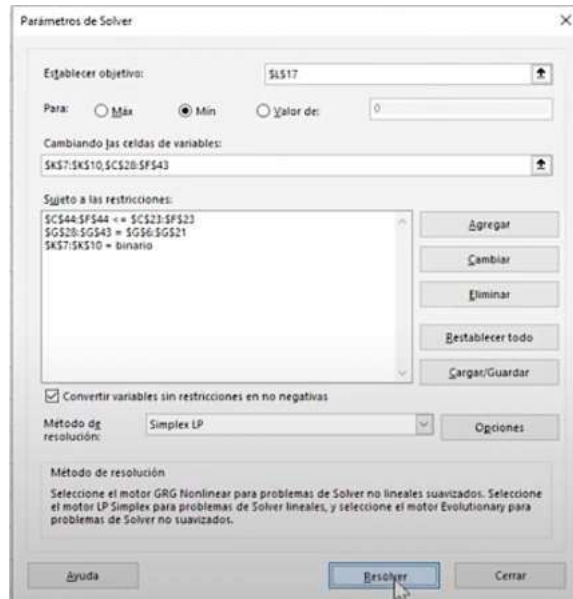 Parámetros de Solver
Establecer objetivo: $L$17
Para: Máx Mín Valor de: 0
Cambiando las celdas de variables:
$K$7:$K$10,$C$28:$F$43
Sujeto a las restricciones:
$C$44:$F$44 <= $C$23:$F$23
$G$28:$G$43 = $G$6:$G$21
$K$7:$K$10 = binario
Agregar
Cambiar
Eliminar
Restablecer todo
Cargar/Guardar
Convertir variables sin restricciones en no negativas
Método de resolución: Simplex LP Opciones
Método de resolución
Seleccione el motor GRG Nonlinear para problemas de Solver no lineales suavizados. Seleccione
el motor LP Simplex para problemas de Solver lineales, y seleccione el motor Evolutionary para
problemas de Solver no suavizados.
Ayuda Resolver Cerrar